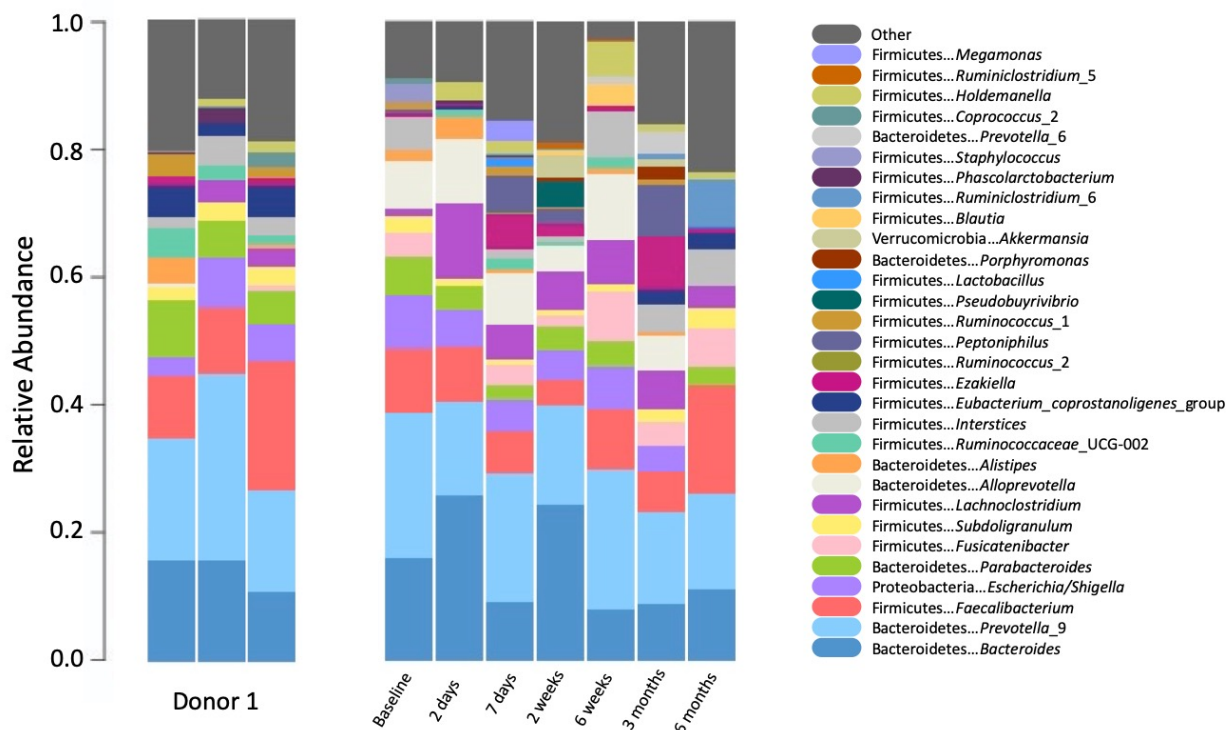 1.0
0.8
0.6
0.4
0.2
0.0
Relative Abundance
Donor 1
Baseline
2 days
7 days
2 weeks
6 weeks
3 months
6 months
Other
Firmicutes...Megamonas
Firmicutes...Ruminiclostridium_5
Firmicutes...Holdemanella
Firmicutes...Coprococcus_2
Bacteroidetes...Prevotella_6
Firmicutes...Staphylococcus
Firmicutes...Phascolarctobacterium
Firmicutes...Ruminiclostridium_6
Firmicutes...Blautia
Verrucomicrobia...Akkermansia
Bacteroidetes...Porphyromonas
Firmicutes...Lactobacillus
Firmicutes...Pseudobuyrivibrio
Firmicutes...Ruminococcus_1
Firmicutes...Peptoniphilus
Firmicutes...Ruminococcus_2
Firmicutes...Ezakiella
Firmicutes...Eubacterium_coprostanoligenes_group
Firmicutes...Interstices
Firmicutes...Ruminococcaceae_UCG-002
Bacteroidetes...Alistipes
Bacteroidetes...Alloprevotella
Firmicutes...Lachnoclostridium
Firmicutes...Subdoligranulum
Firmicutes...Fusicatenibacter
Bacteroidetes...Parabacteroides
Proteobacteria...Escherichia/Shigella
Firmicutes...Faecalibacterium
Bacteroidetes...Prevotella_9
Bacteroidetes...Bacteroides